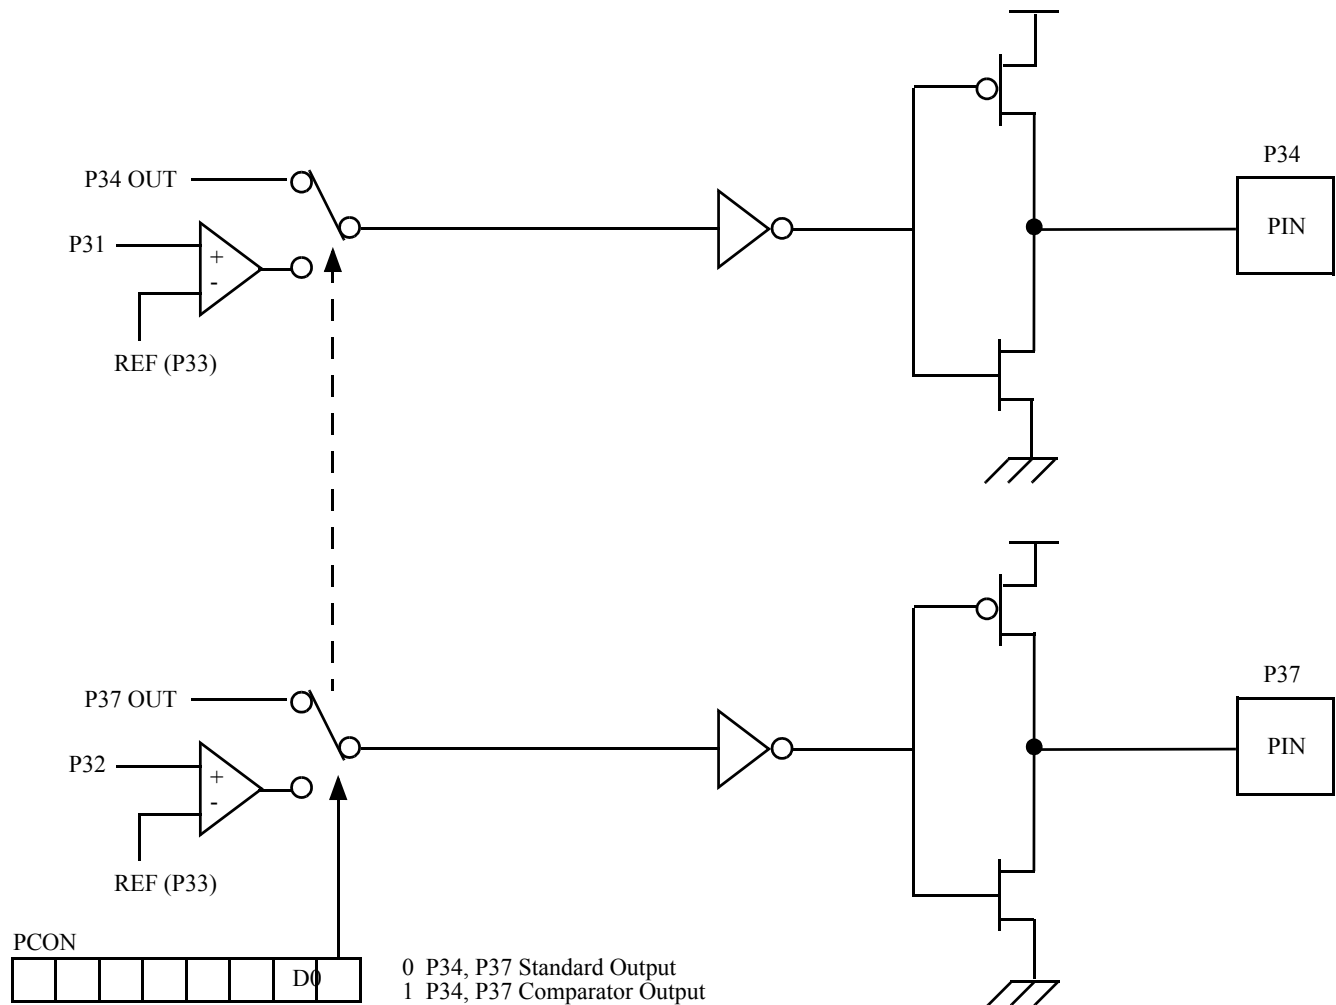 P34
P34 OUT
PIN
P31
+
-
REF (P33)
P37
P37 OUT
PIN
P32
+
-
REF (P33)
PCON
D0
0 P34, P37 Standard Output
1 P34, P37 Comparator Output